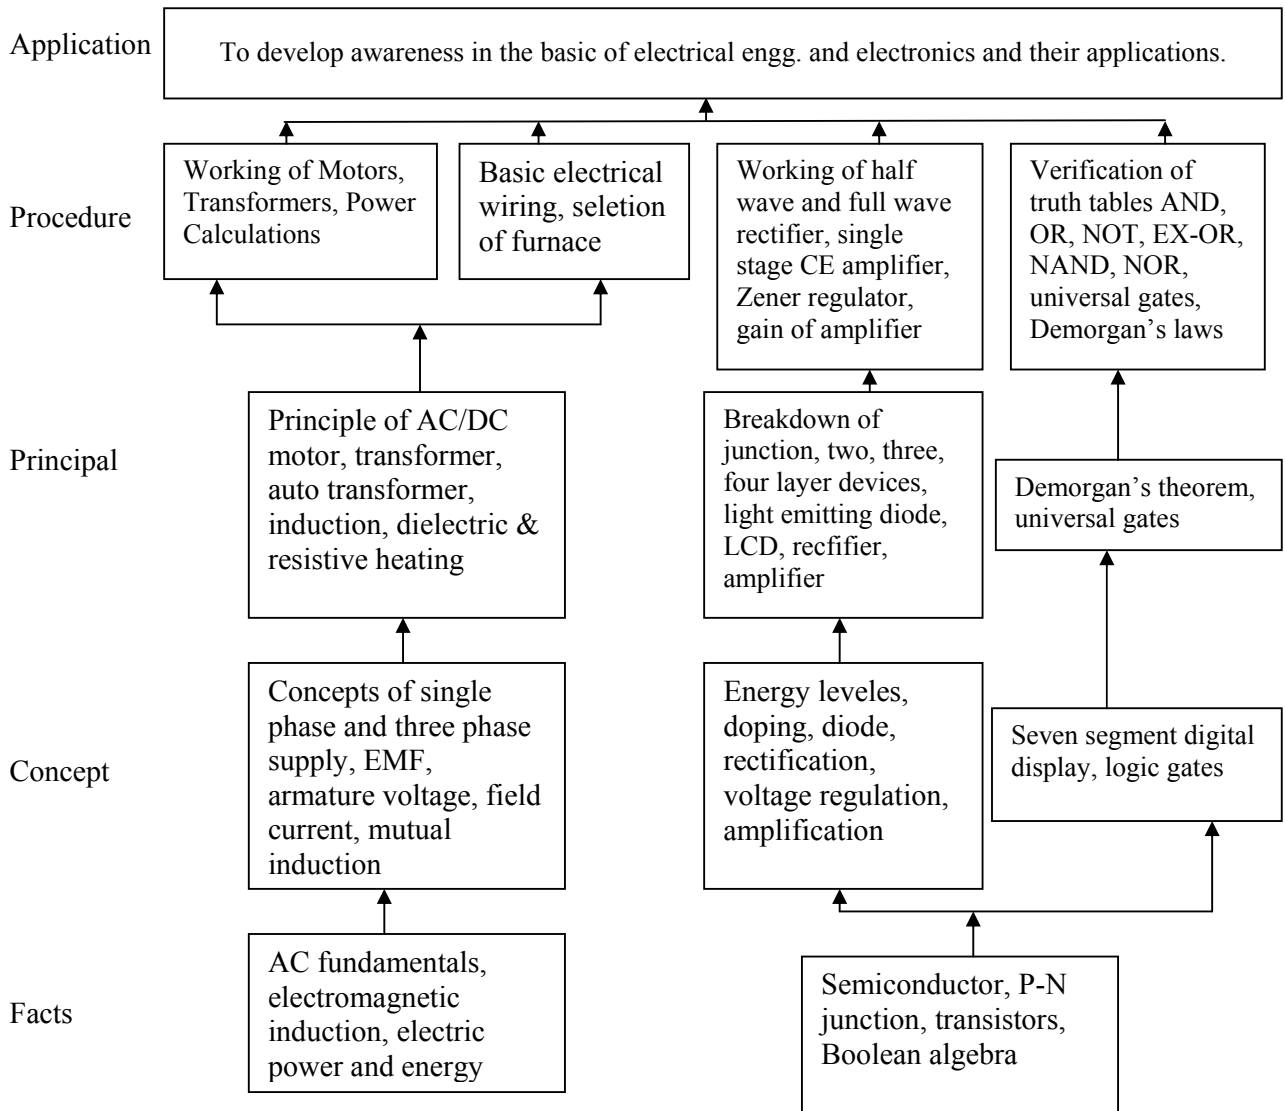 Application
To develop awareness in the basic of electrical engg. and electronics and their applications.
Procedure
Working of Motors,
Transformers, Power
Calculations
Basic electrical
wiring, seletion
of furnace
Working of half
wave and full wave
rectifier, single
stage CE amplifier,
Zener regulator,
gain of amplifier
Verification of
truth tables AND,
OR, NOT, EX-OR,
NAND, NOR,
universal gates,
Demorgan’s laws
Principal
Principle of AC/DC
motor, transformer,
auto transformer,
induction, dielectric &
resistive heating
Breakdown of
junction, two, three,
four layer devices,
light emitting diode,
LCD, recfifier,
amplifier
Demorgan’s theorem,
universal gates
Concept
Concepts of single
phase and three phase
supply, EMF,
armature voltage, field
current, mutual
induction
Energy leveles,
doping, diode,
rectification,
voltage regulation,
amplification
Seven segment digital
display, logic gates
Facts
AC fundamentals,
electromagnetic
induction, electric
power and energy
Semiconductor, P-N
junction, transistors,
Boolean algebra